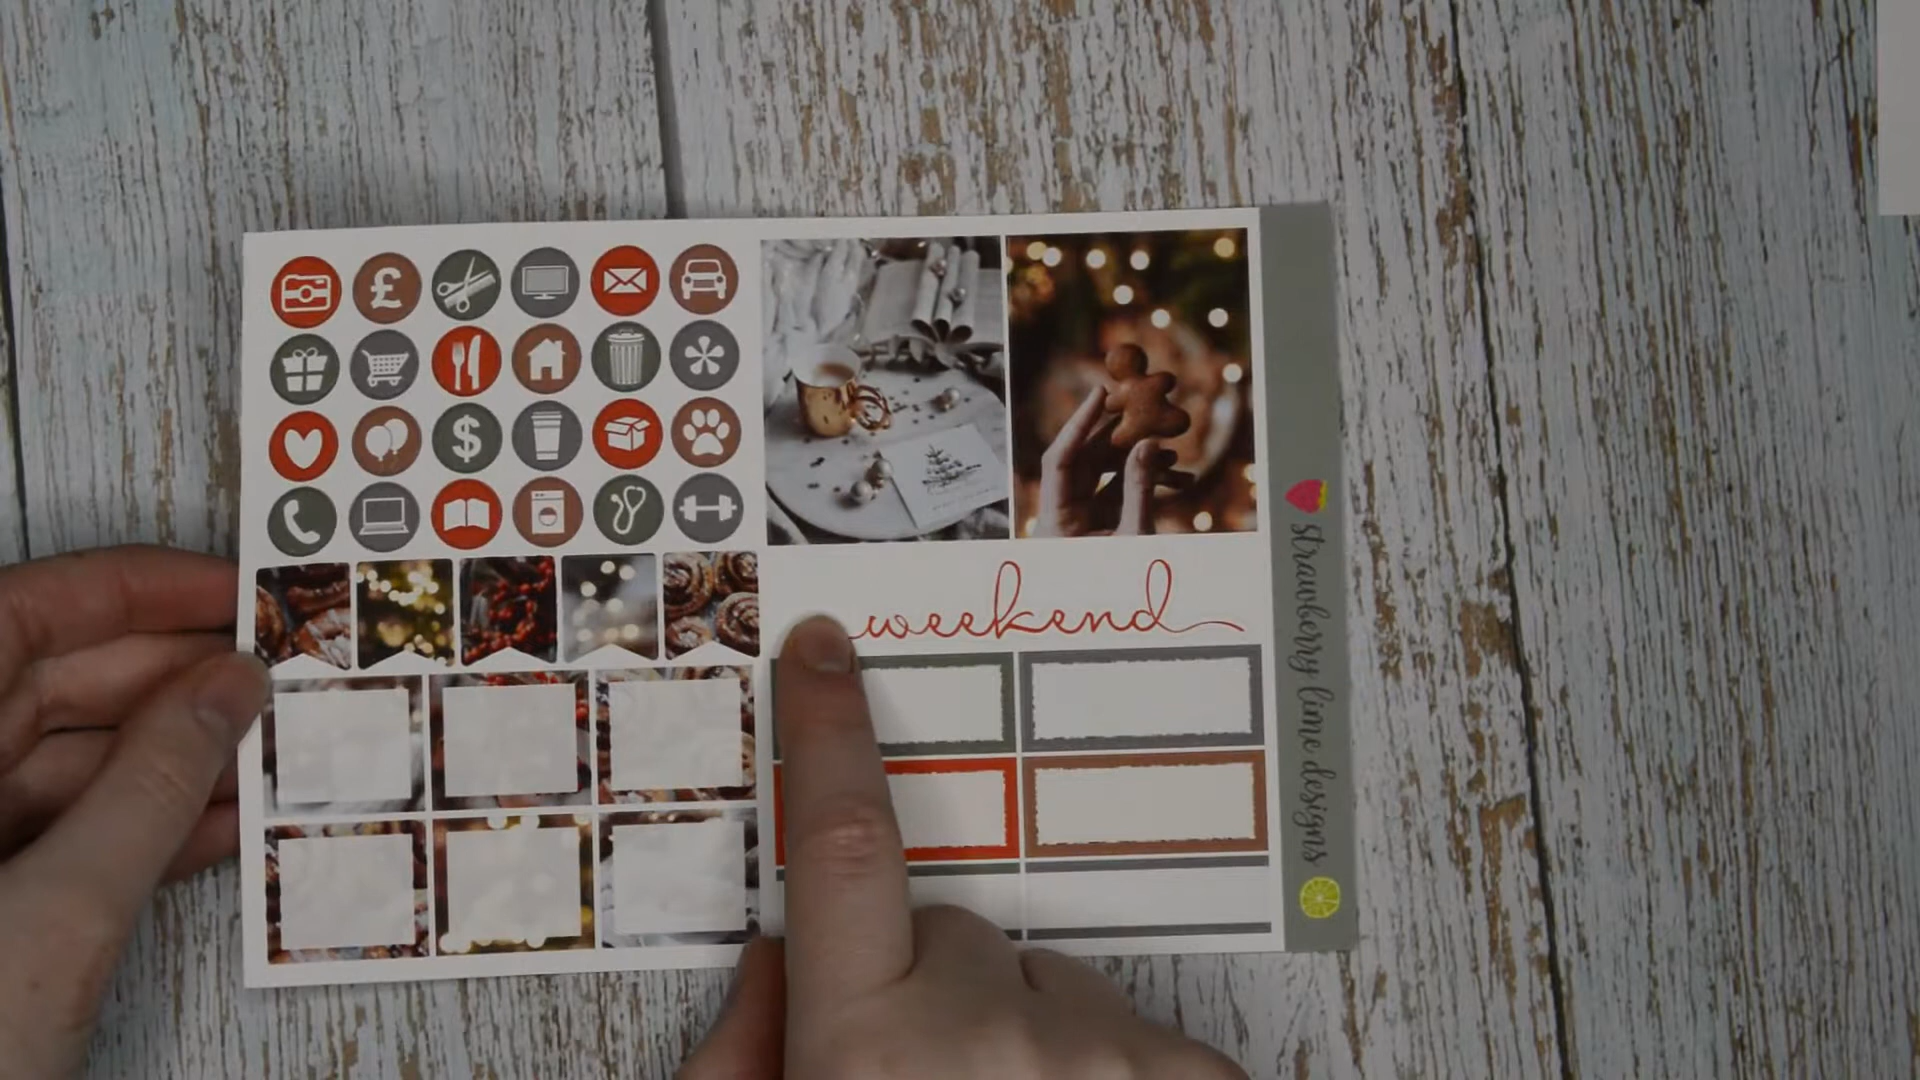 £
$
weekend
strawberry lime designs